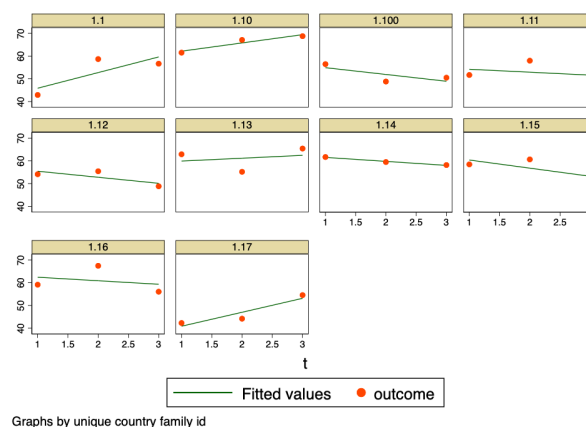 1.1 1.10 1.100 1.11
70
60
50
40
1.12 1.13 1.14 1.15
70
60
50
40
1 1.5 2 2.5 3 1 1.5 2 2.5
1.16 1.17
70
60
50
40
1 1.5 2 2.5 3 1 1.5 2 2.5 3
t
Fitted values outcome
Graphs by unique country family id